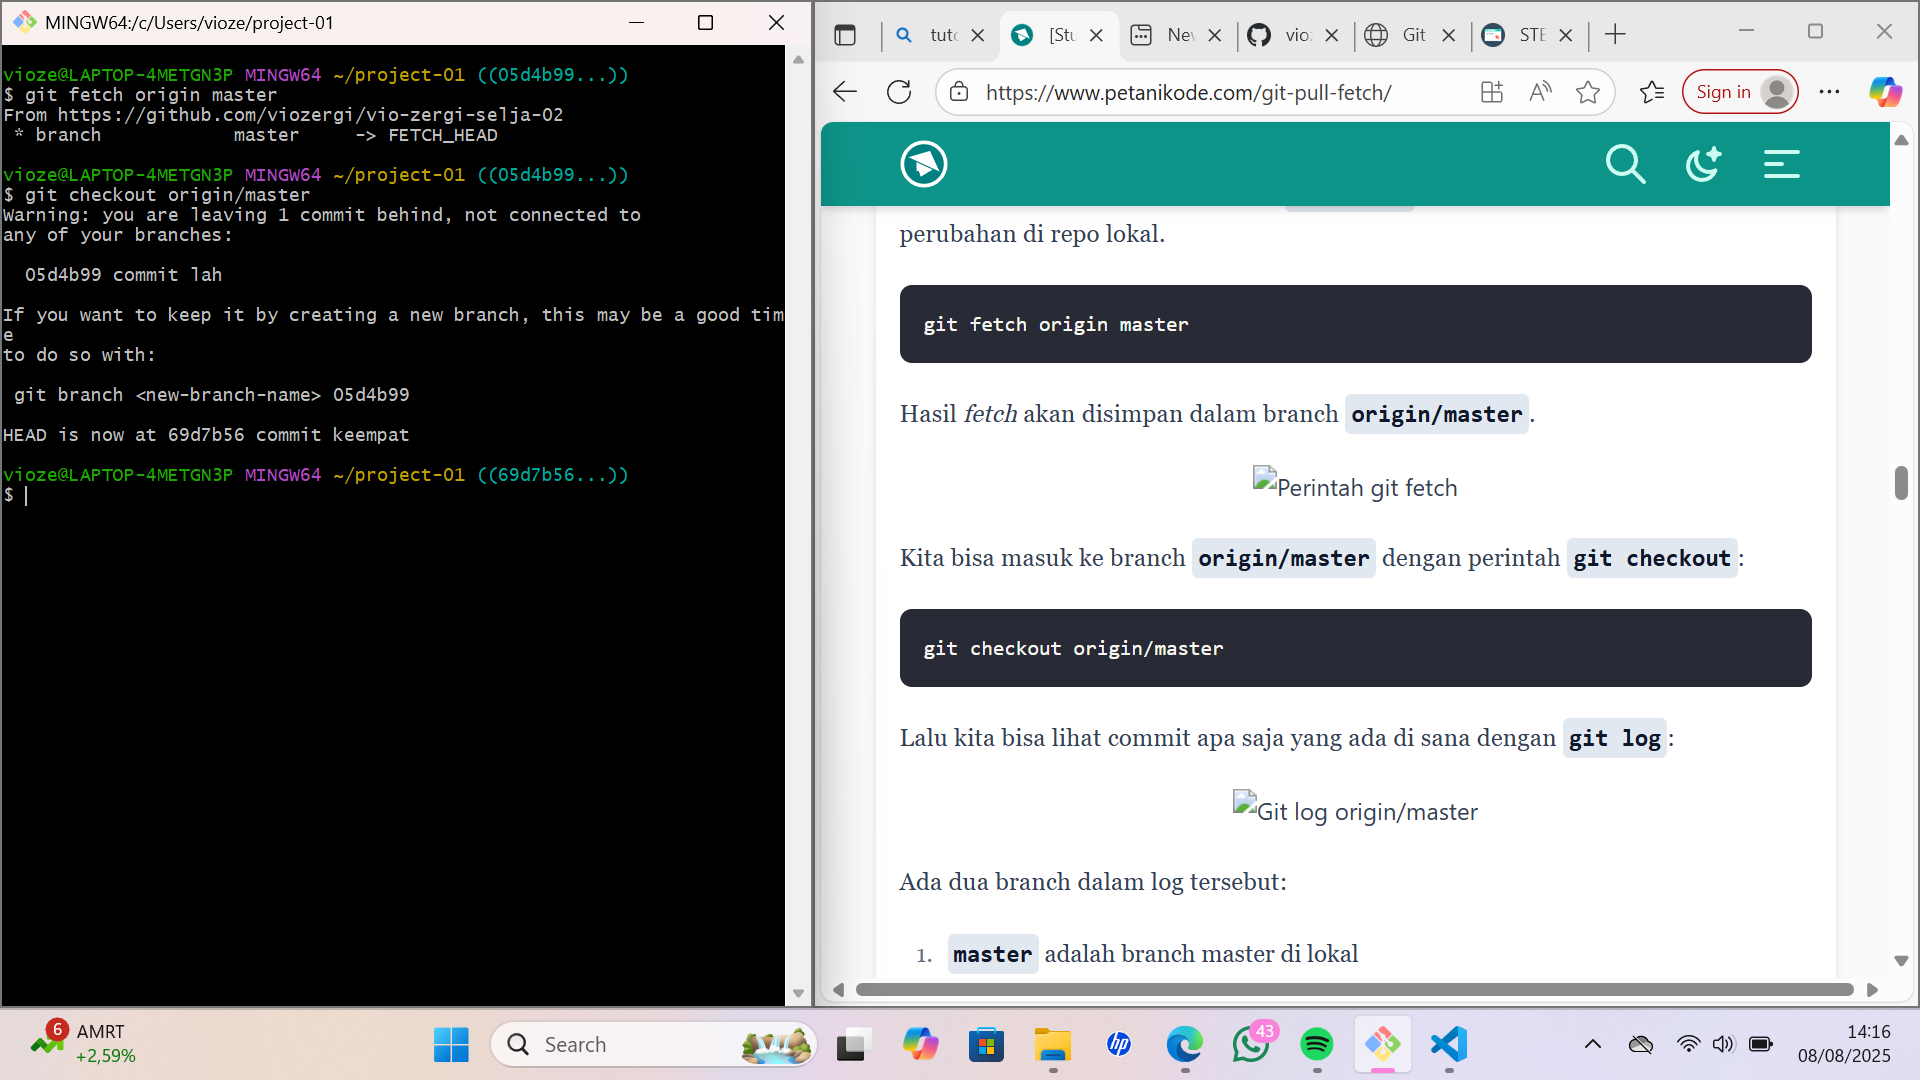 MINGW64:/c/Users/vioze/project-01
vioze@LAPTOP-4METGN3P MINGW64 ~/project-01 ((05d4b99...))
$ git fetch origin master
From https://github.com/viozergi/vio-zergi-selja-02
* branch master -> FETCH_HEAD
vioze@LAPTOP-4METGN3P MINGW64 ~/project-01 ((05d4b99...))
$ git checkout origin/master
Warning: you are leaving 1 commit behind, not connected to
any of your branches:
05d4b99 commit lah
If you want to keep it by creating a new branch, this may be a good tim
e
to do so with:
git branch <new-branch-name> 05d4b99
HEAD is now at 69d7b56 commit keempat
vioze@LAPTOP-4METGN3P MINGW64 ~/project-01 ((69d7b56...))
$
tuto
[Stu
New
vioz
Git
STE
https://www.petanikode.com/git-pull-fetch/
Sign in
perubahan di repo lokal.
git fetch origin master
Hasil fetch akan disimpan dalam branch origin/master.
Perintah git fetch
Kita bisa masuk ke branch origin/master dengan perintah git checkout:
git checkout origin/master
Lalu kita bisa lihat commit apa saja yang ada di sana dengan git log:
Git log origin/master
Ada dua branch dalam log tersebut:
1. master adalah branch master di lokal
6
AMRT
+2,59%
Search
hp
43
14:16
08/08/2025